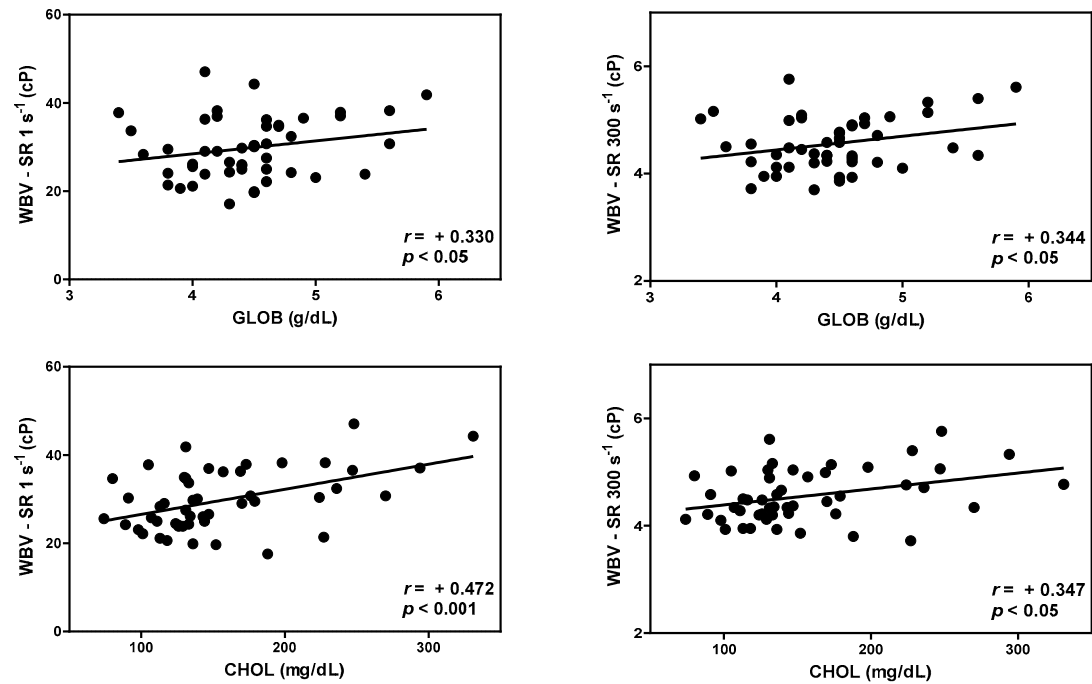 60
40
20
0
WBV - SR 1 s⁻¹ (cP)
r = + 0.330
p < 0.05
3 4 5 6
GLOB (g/dL)
6
4
2
WBV - SR 300 s⁻¹ (cP)
r = + 0.344
p < 0.05
3 4 5 6
GLOB (g/dL)
60
40
20
0
WBV - SR 1 s⁻¹ (cP)
r = + 0.472
p < 0.001
100 200 300
CHOL (mg/dL)
6
4
2
WBV - SR 300 s⁻¹ (cP)
r = + 0.347
p < 0.05
100 200 300
CHOL (mg/dL)